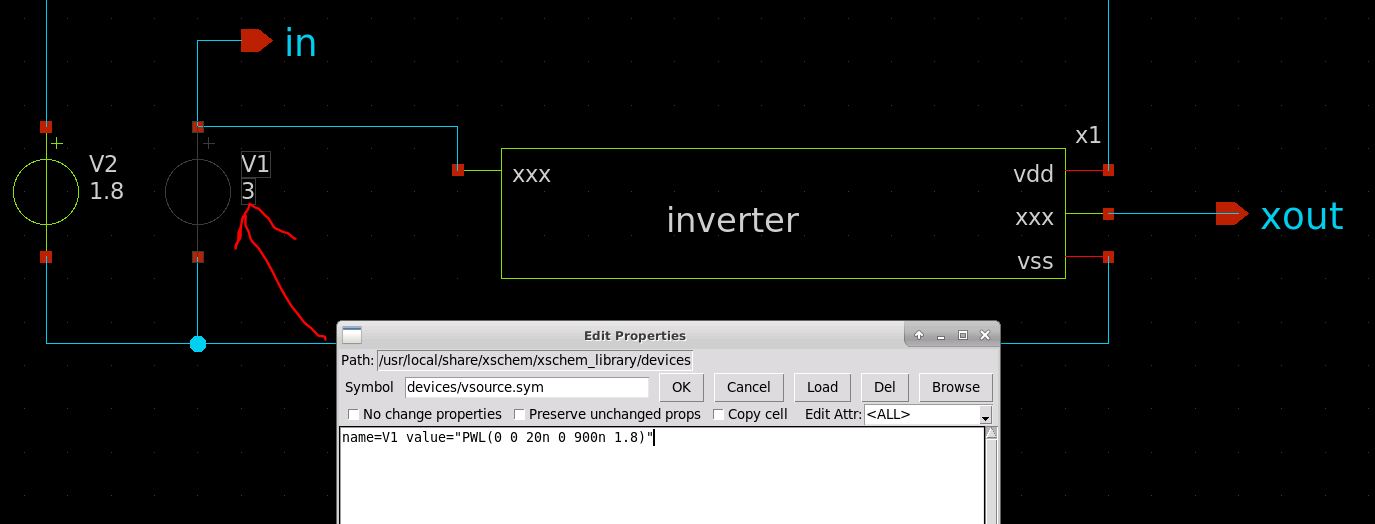 in
V2
1.8
V1
3
x1
xxx
inverter
vdd
xxx
vss
xout
Edit Properties
Path: /usr/local/share/xschem/xschem_library/devices
Symbol devices/vsource.sym OK Cancel Load Del Browse
No change properties Preserve unchanged props Copy cell Edit Attr: <ALL>
name=V1 value="PWL(0 0 20n 0 900n 1.8)"